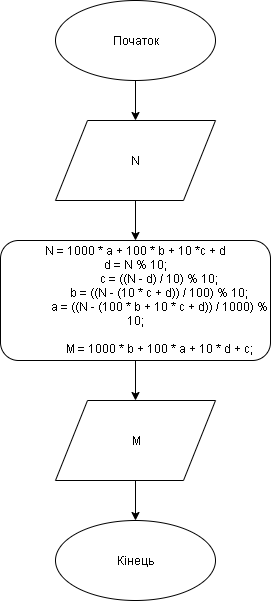 Початок
N
N = 1000 * a + 100 * b + 10 *c + d
d = N % 10;
c = ((N - d) / 10) % 10;
b = ((N - (10 * c + d)) / 100) % 10;
a = ((N - (100 * b + 10 * c + d)) / 1000) %
10;
M = 1000 * b + 100 * a + 10 * d + c;
M
Кінець